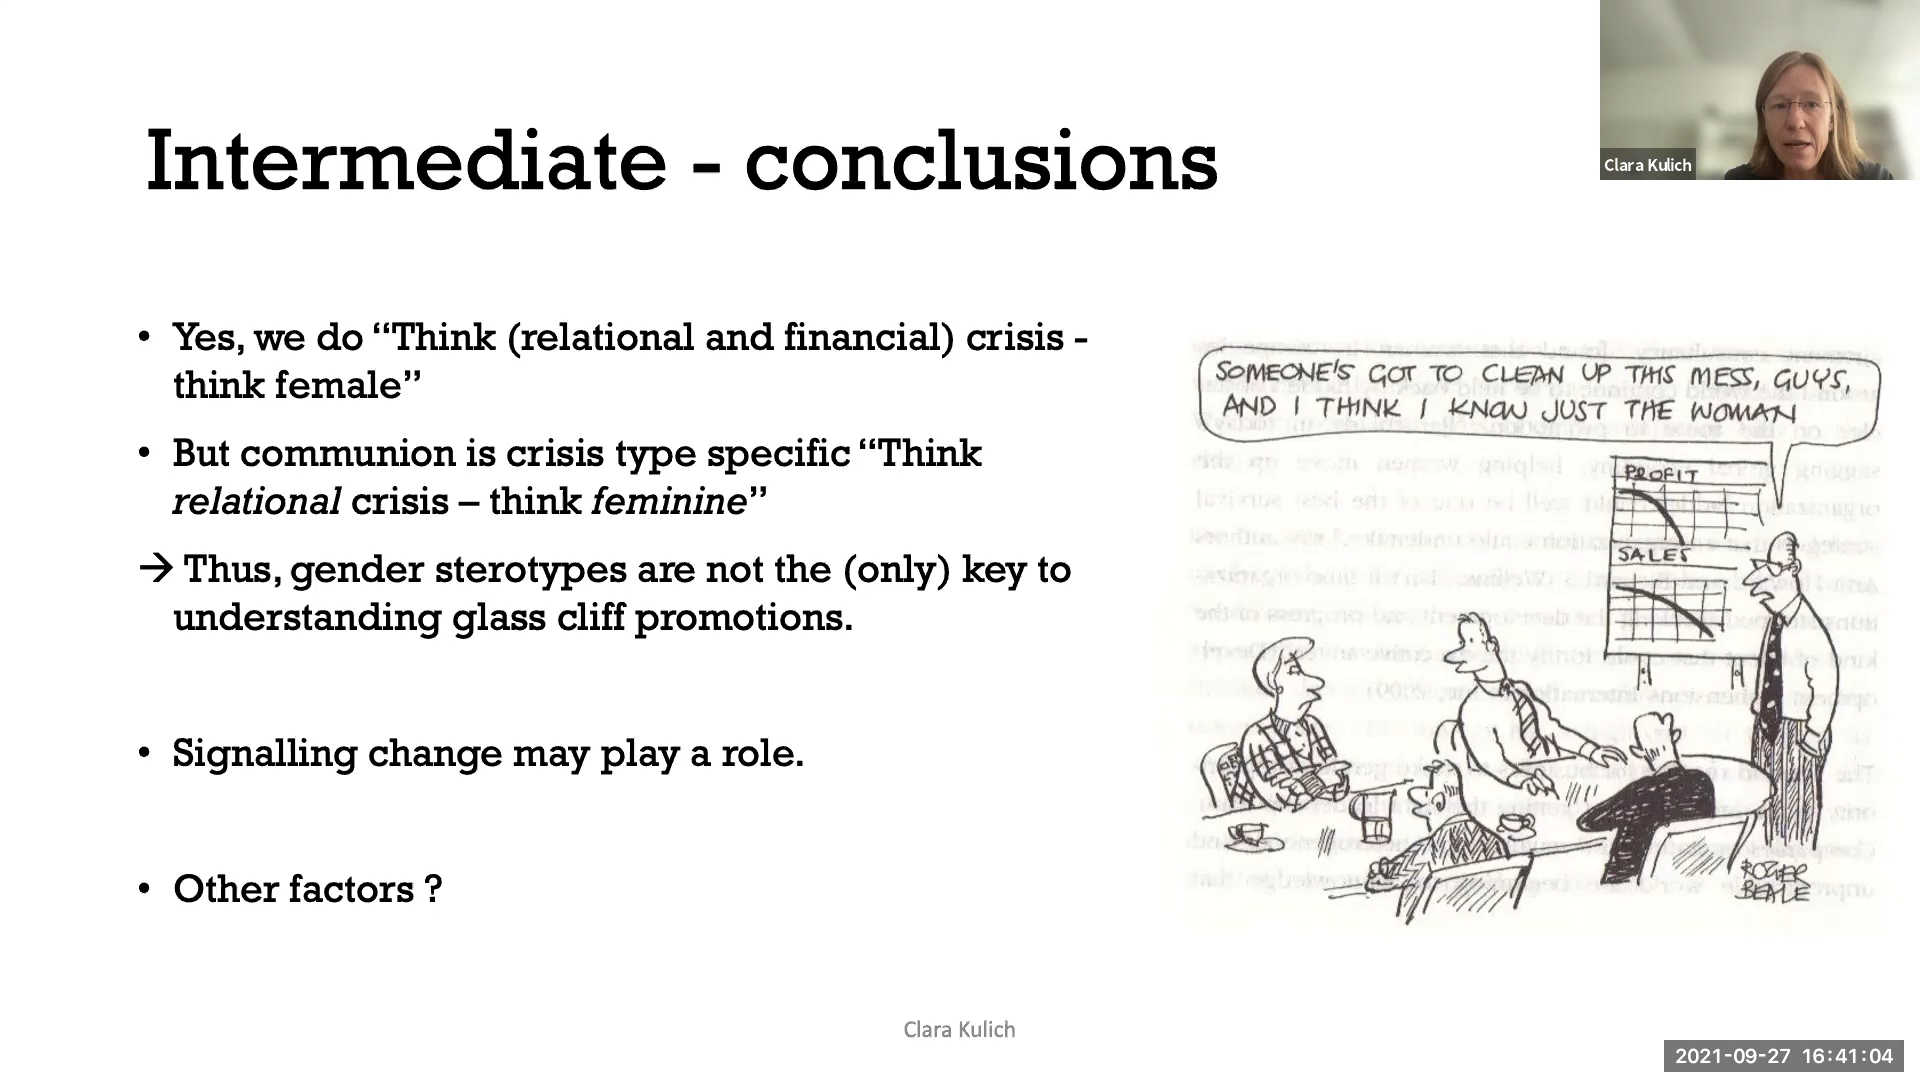 Intermediate - conclusions
Clara Kulich
• Yes, we do “Think (relational and financial) crisis -
think female”
• But communion is crisis type specific “Think
relational crisis – think feminine”
→ Thus, gender sterotypes are not the (only) key to
understanding glass cliff promotions.
• Signalling change may play a role.
• Other factors ?
SOMEONE'S GOT TO CLEAN UP THIS MESS, GUYS,
AND I THINK I KNOW JUST THE WOMAN
PROFIT
SALES
ROGER
BEALE
Clara Kulich
2021-09-27 16:41:04